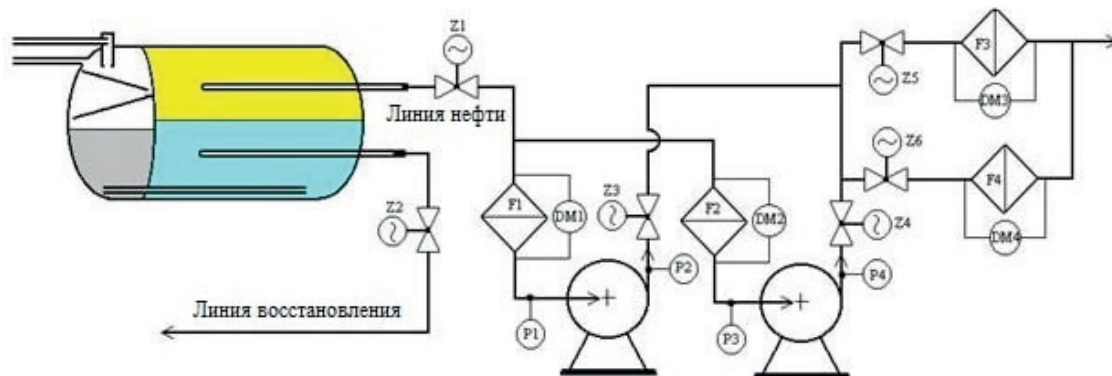 Z1
Z5
F3
DM3
Линия нефти
Z6
Z2
F1
DM1
Z3
F2
DM2
F4
DM4
Z4
P2
P4
Линия восстановления
P1
P3